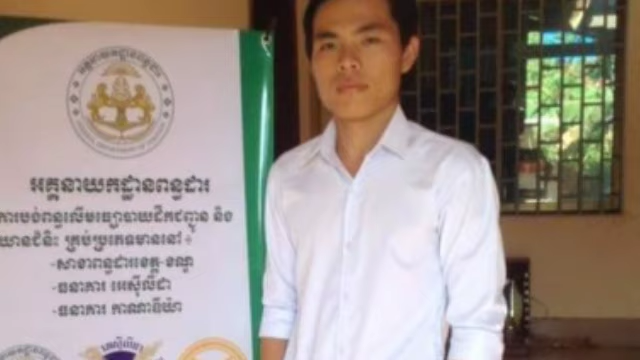 អគ្គនាយកដ្ឋានពន្ធដារ
ការបង់ពន្ធលើមធ្យោបាយដឹកជញ្ជូន និង
យានជំនិះ គ្រប់ប្រភេទមាននៅ៖
-សាខាពន្ធដារខេត្ត-ខណ្ឌ
-ធនាគារ អេស៊ីលីដា
-ធនាគារ កាណាឌីយ៉ា